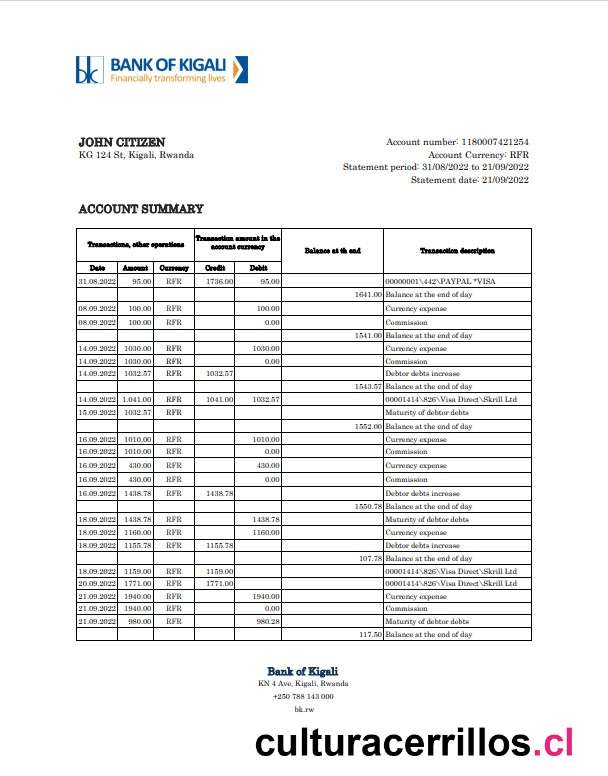 bk
BANK OF KIGALI
Financially transforming lives
JOHN CITIZEN
KG 124 St, Kigali, Rwanda
Account number: 1180007421254
Account Currency: RFR
Statement period: 31/08/2022 to 21/09/2022
Statement date: 21/09/2022
ACCOUNT SUMMARY
Transactions, other operations Transaction amount in the account currency Balance at th end Transaction description
Date Amount Currency Credit Debit
31.08.2022 95.00 RFR 1736.00 95.00 00000001\442\PAYPAL *VISA
1641.00 Balance at the end of day
08.09.2022 100.00 RFR 100.00 Currency expense
08.09.2022 100.00 RFR 0.00 Commission
1541.00 Balance at the end of day
14.09.2022 1030.00 RFR 1030.00 Currency expense
14.09.2022 1030.00 RFR 0.00 Commission
14.09.2022 1032.57 RFR 1032.57 Debtor debts increase
1543.57 Balance at the end of day
14.09.2022 1.041.00 RFR 1041.00 1032.57 00001414\826\Visa Direct\Skrill Ltd
15.09.2022 1032.57 RFR Maturity of debtor debts
1552.00 Balance at the end of day
16.09.2022 1010.00 RFR 1010.00 Currency expense
16.09.2022 1010.00 RFR 0.00 Commission
16.09.2022 430.00 RFR 430.00 Currency expense
16.09.2022 430.00 RFR 0.00 Commission
16.09.2022 1438.78 RFR 1438.78 Debtor debts increase
1550.78 Balance at the end of day
18.09.2022 1438.78 RFR 1438.78 Maturity of debtor debts
18.09.2022 1160.00 RFR 1160.00 Currency expense
18.09.2022 1155.78 RFR 1155.78 Debtor debts increase
107.78 Balance at the end of day
18.09.2022 1159.00 RFR 1159.00 00001414\826\Visa Direct\Skrill Ltd
20.09.2022 1771.00 RFR 1771.00 00001414\826\Visa Direct\Skrill Ltd
21.09.2022 1940.00 RFR 1940.00 Currency expense
21.09.2022 1940.00 RFR 0.00 Commission
21.09.2022 980.00 RFR 980.28 Maturity of debtor debts
117.50 Balance at the end of day
Bank of Kigali
KN 4 Ave, Kigali, Rwanda
+250 788 143 000
bk.rw
culturacerrillos.cl